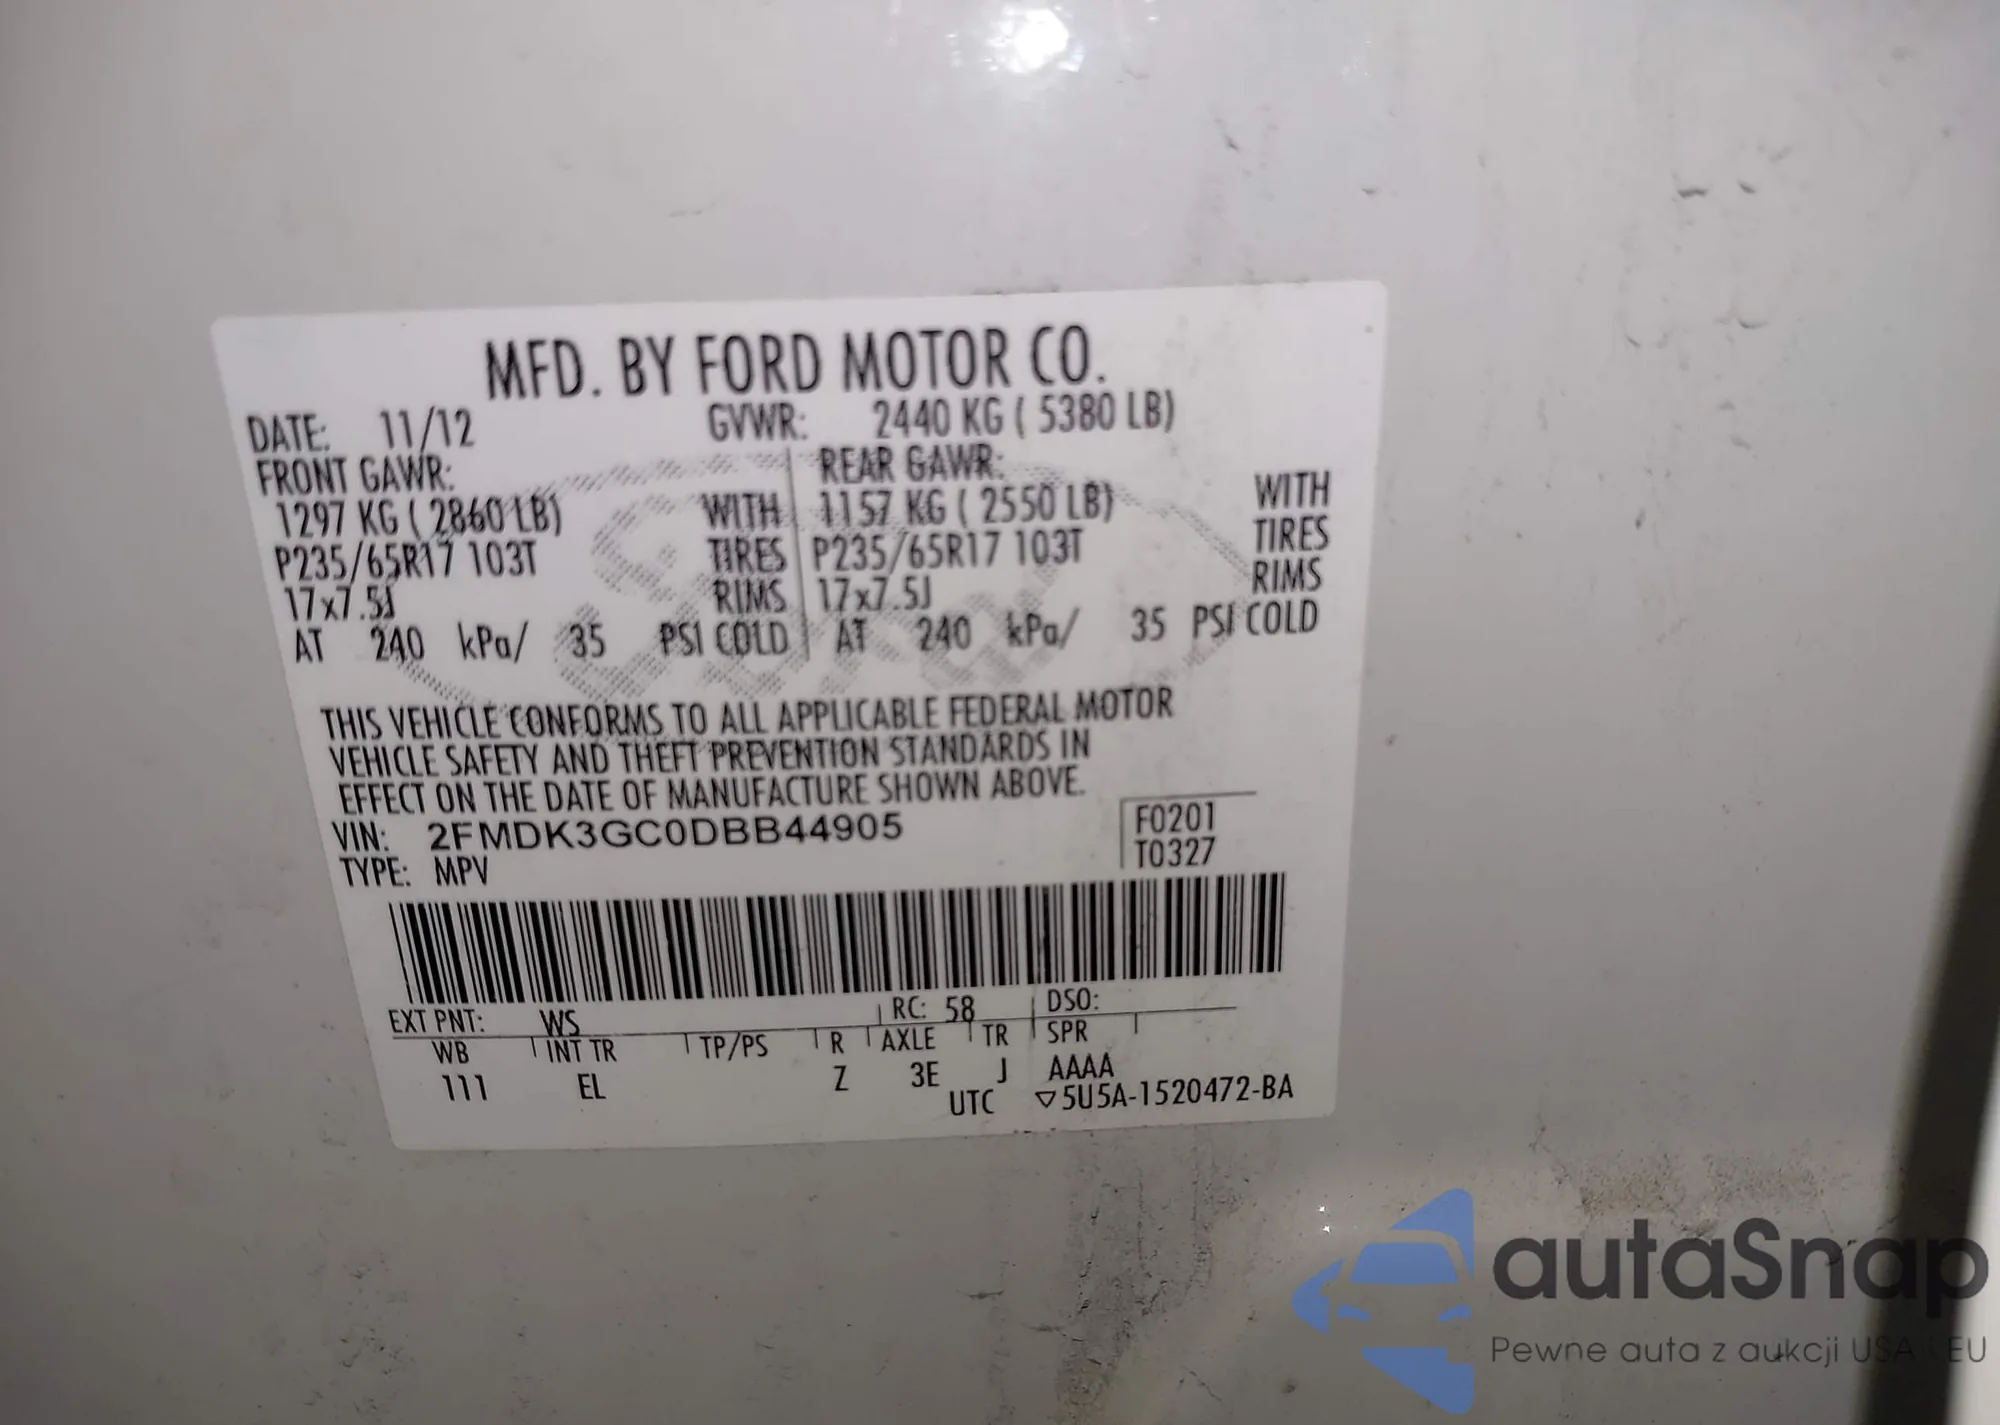 MFD. BY FORD MOTOR CO.
DATE: 11/12 GVWR: 2440 KG ( 5380 LB)
FRONT GAWR: REAR GAWR:
1297 KG ( 2860 LB) WITH 1157 KG ( 2550 LB) WITH
P235/65R17 103T TIRES P235/65R17 103T TIRES
17x7.5J RIMS 17x7.5J RIMS
AT 240 kPa/ 35 PSI COLD AT 240 kPa/ 35 PSI COLD
THIS VEHICLE CONFORMS TO ALL APPLICABLE FEDERAL MOTOR
VEHICLE SAFETY AND THEFT PREVENTION STANDARDS IN
EFFECT ON THE DATE OF MANUFACTURE SHOWN ABOVE.
VIN: 2FMDK3GC0DBB44905 F0201
TYPE: MPV T0327
EXT PNT: WS RC: 58 DSO:
WB INT TR TP/PS R AXLE TR SPR
111 EL Z 3E J AAAA
UTC ▽5U5A-1520472-BA
autaSnap
Pewne auta z aukcji USA i EU